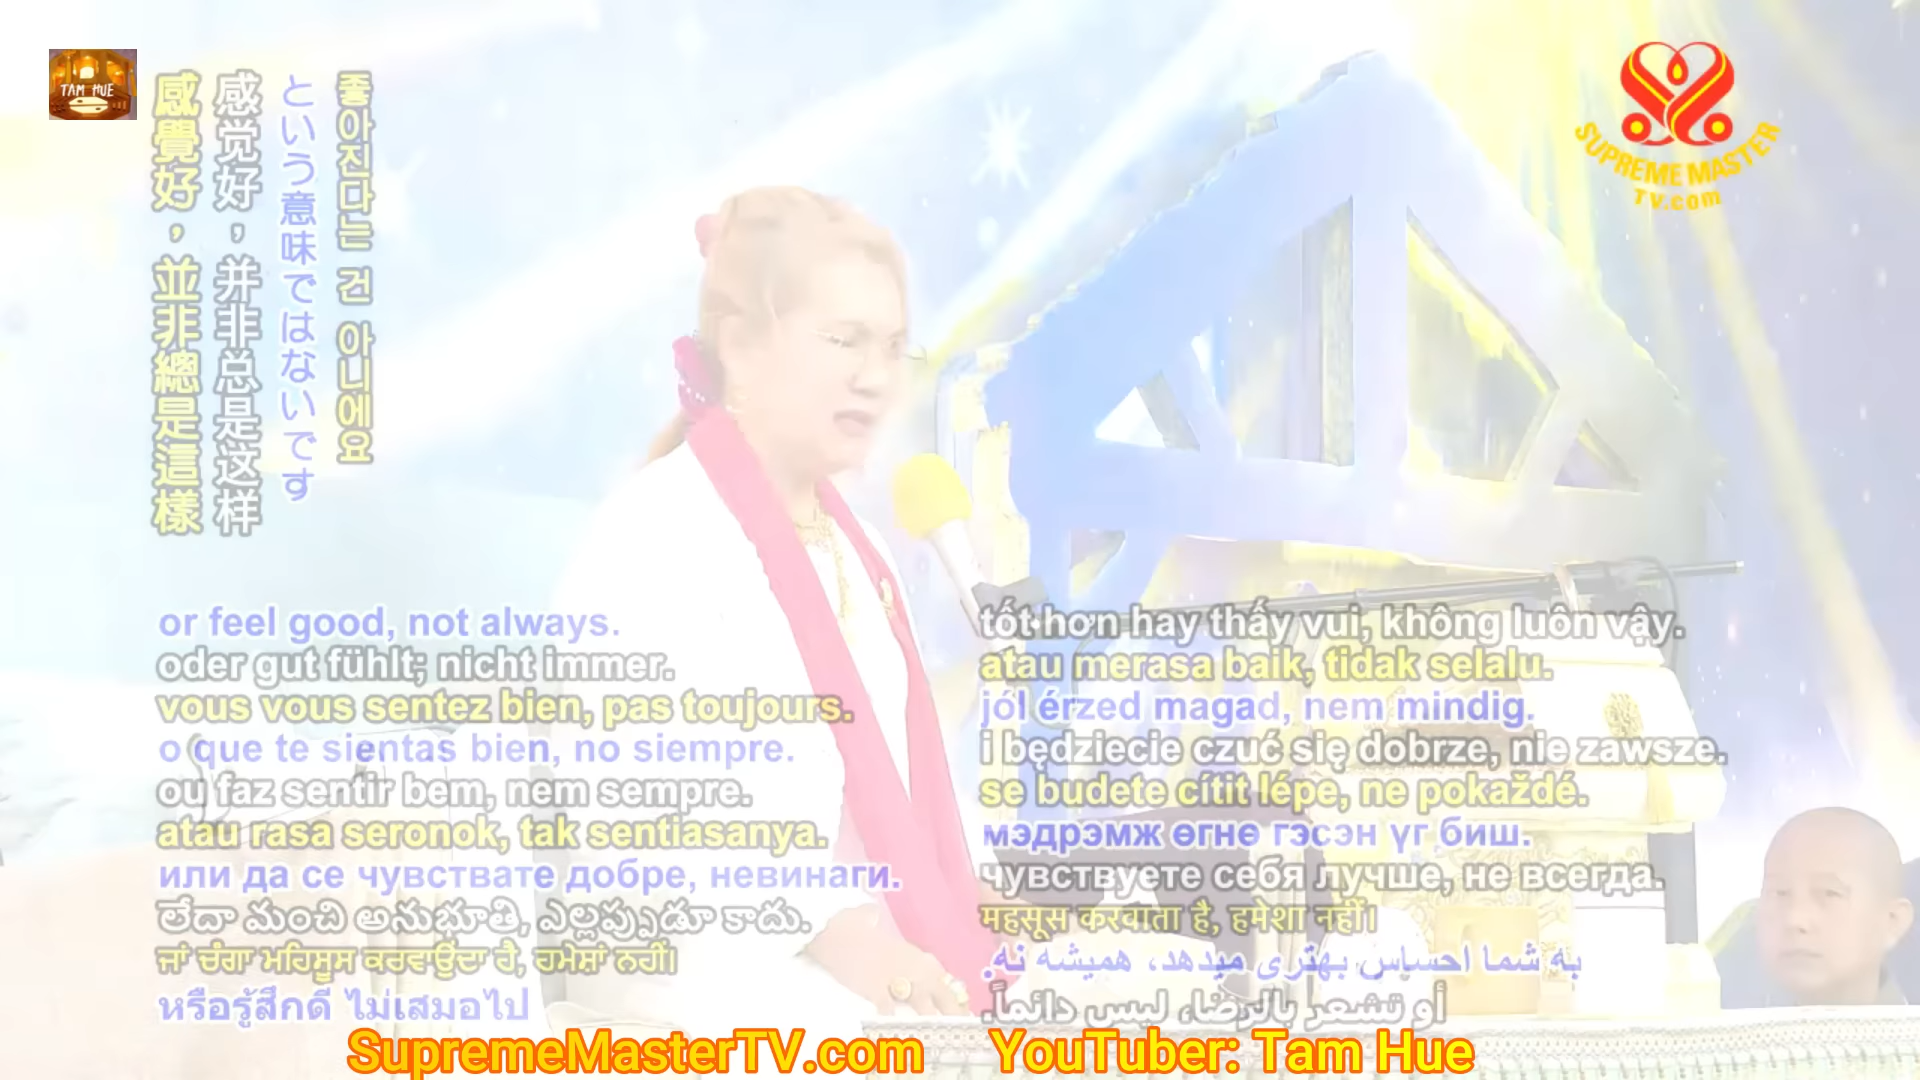 TAM HUE
感覺好，並非總是這樣
感觉好，并非总是这样
という意味ではないです
좋아진다는 건 아니에요
SUPREME MASTER
TV.com
or feel good, not always.
oder gut fühlt; nicht immer.
vous vous sentez bien, pas toujours.
o que te sientas bien, no siempre.
ou faz sentir bem, nem sempre.
atau rasa seronok, tak sentiasanya.
или да се чувствате добре, невинаги.
లేదా మంచి అనుభూతి, ఎల్లప్పుడూ కాదు.
ਜਾਂ ਚੰਗਾ ਮਹਿਸੂਸ ਕਰਵਾਉਂਦਾ ਹੈ, ਹਮੇਸ਼ਾਂ ਨਹੀਂ।
หรือรู้สึกดี ไม่เสมอไป
tốt hơn hay thấy vui, không luôn vậy.
atau merasa baik, tidak selalu.
jól érzed magad, nem mindig.
i będziecie czuć się dobrze, nie zawsze.
se budete cítit lépe, ne pokaždé.
мэдрэмж өгнө гэсэн үг биш.
чувствуете себя лучше, не всегда.
महसूस करवाता है, हमेशा नहीं।
به شما احساس بهتری میدهد، همیشه نه.
أو تشعر بالرضا، ليس دائماً.
SupremeMasterTV.com YouTuber: Tam Hue